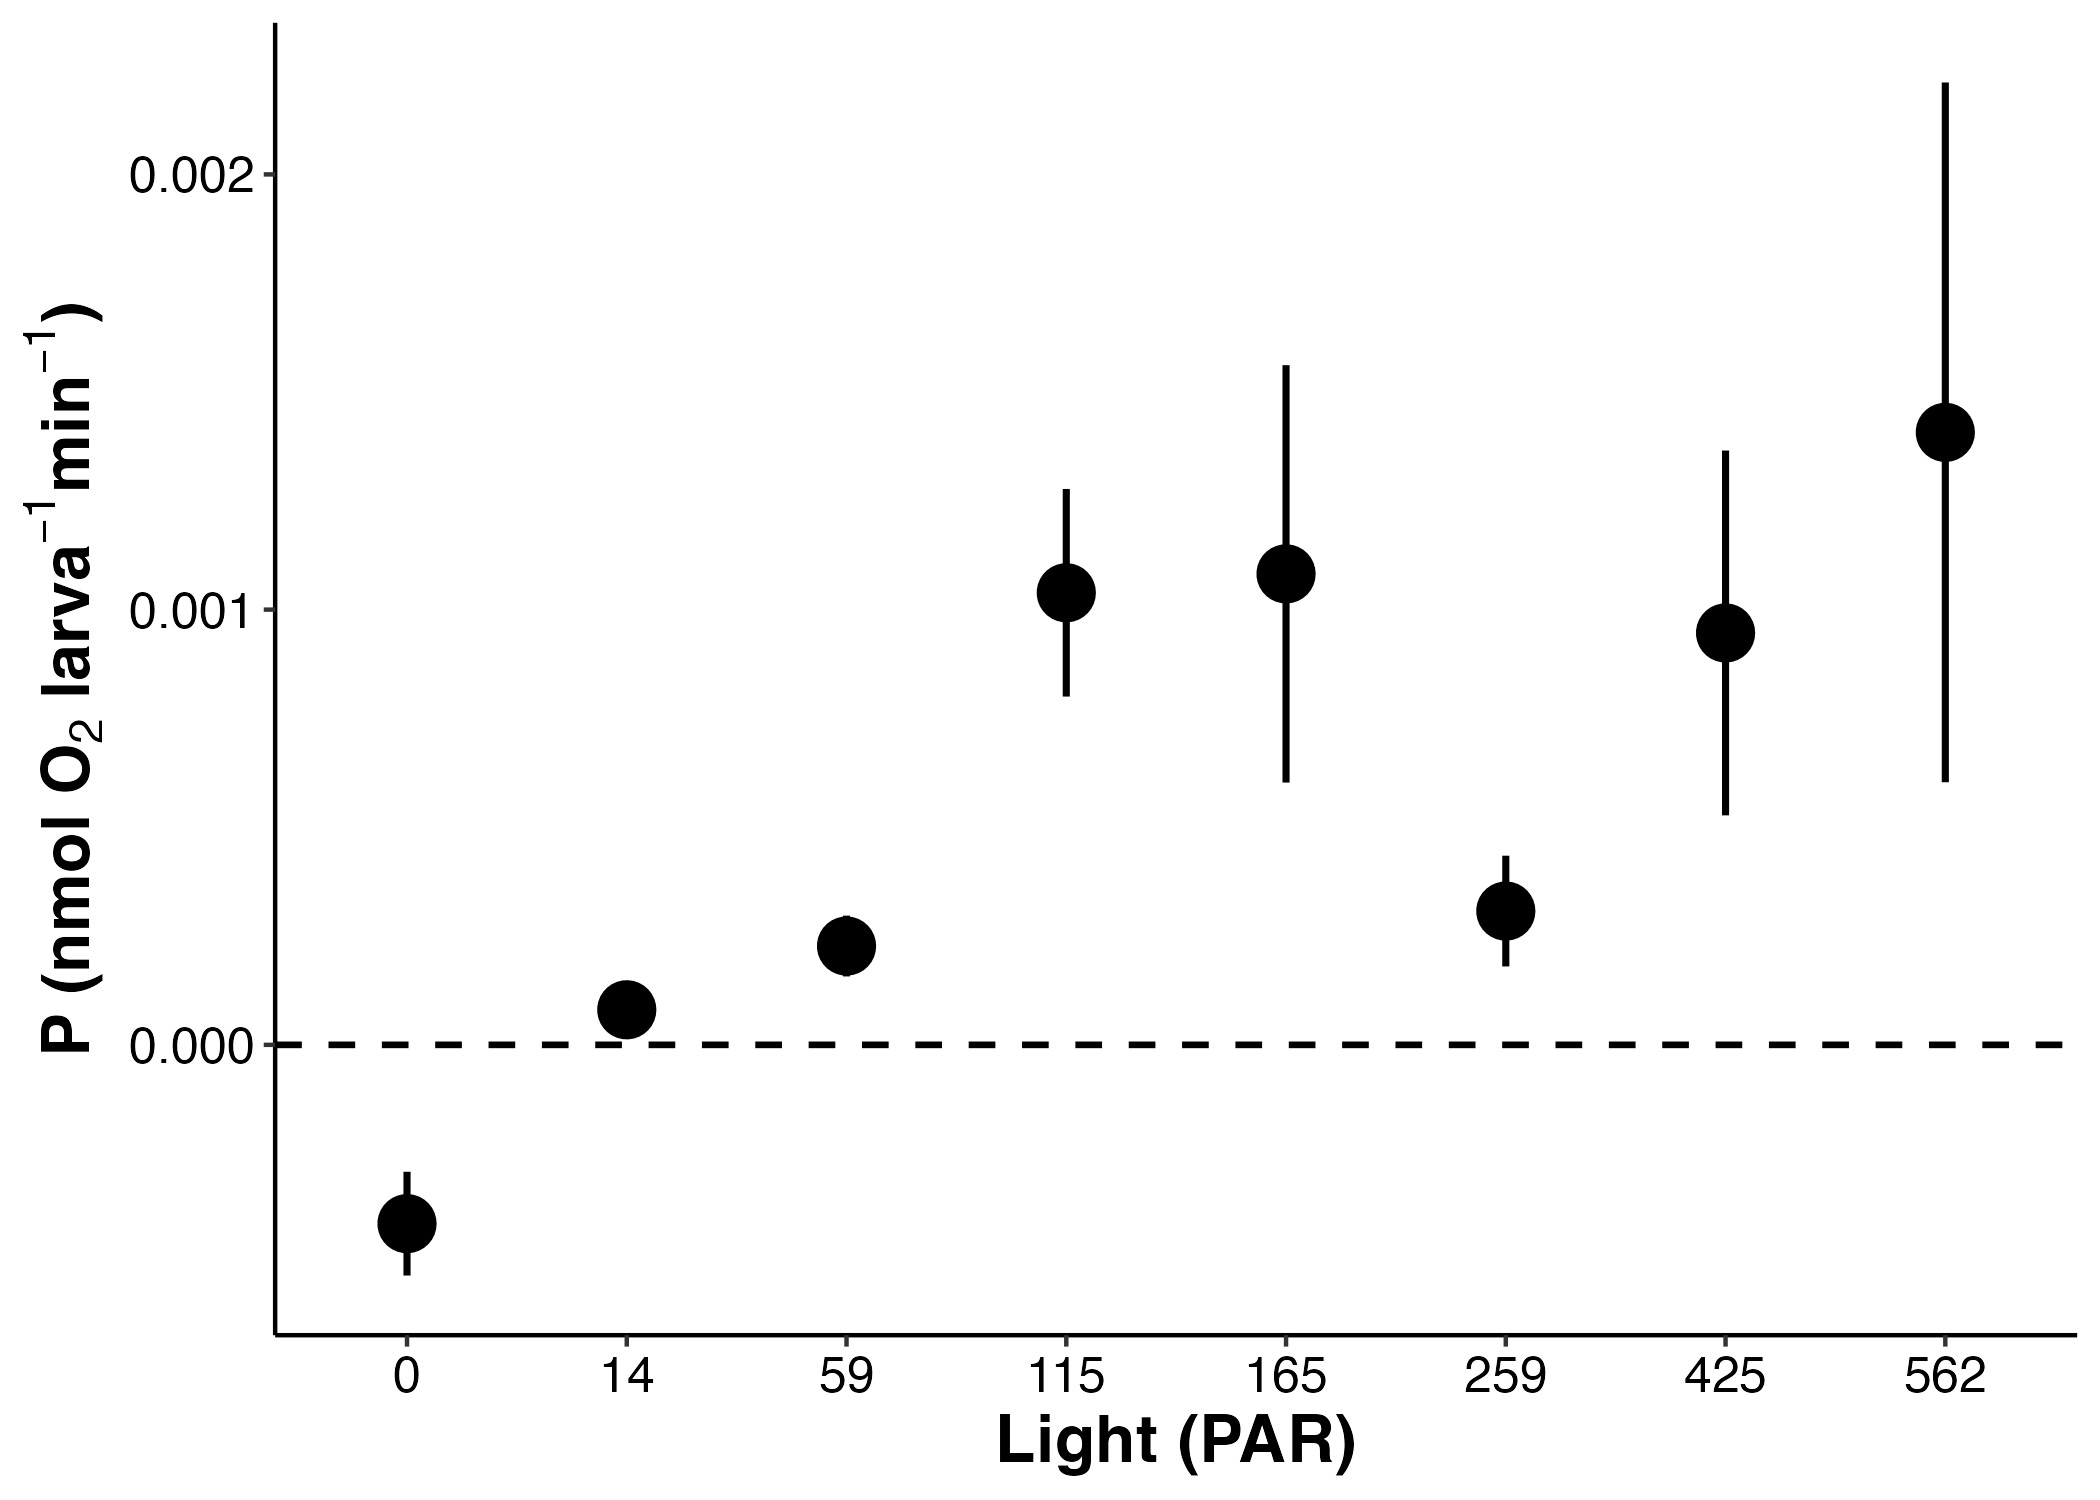 P (nmol O₂ larva⁻¹min⁻¹)
0.002
0.001
0.000
0 14 59 115 165 259 425 562
Light (PAR)